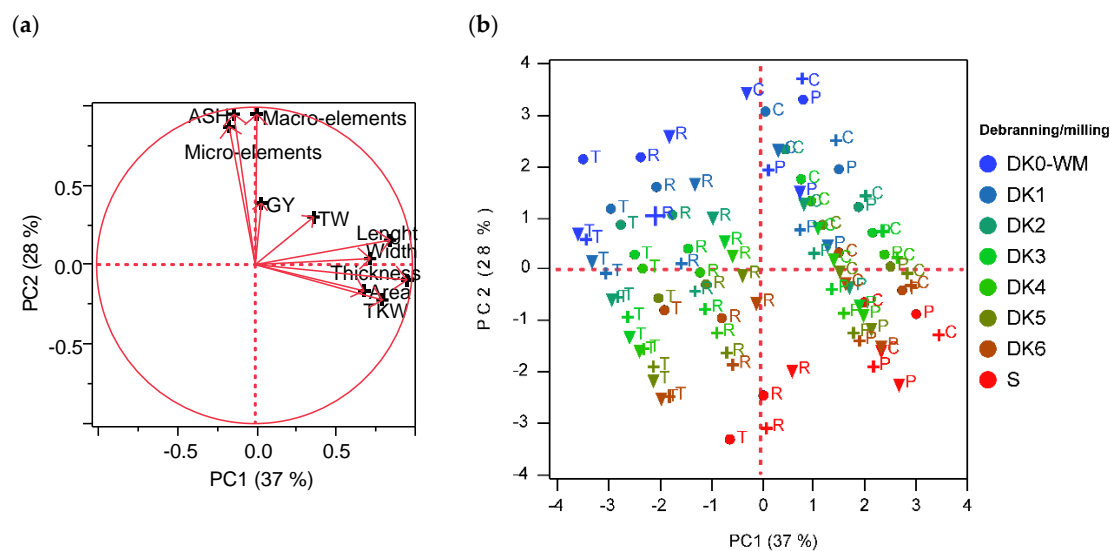 (a)
ASH
Macro-elements
Micro-elements
GY
TW
Lenght
Width
Thickness
Area
TKW
0.5
0.0
-0.5
PC2 (28 %)
-0.5
0.0
0.5
PC1 (37 %)
(b)
4
3
2
1
0
-1
-2
-3
-4
PC2 (28 %)
-4
-3
-2
-1
0
1
2
3
4
PC1 (37 %)
C
C
P
C
C
C
C
R
R
T
P
P
P
R
R
T
R
R
T
R
T
T
T
T
R
R
R
T
T
T
R
R
R
T
T
T
R
R
R
R
T
R
R
T
P
P
C
C
C
P
C
P
C
P
C
P
C
P
C
P
C
P
P
R
R
R
T
Debranning/milling
DK0-WM
DK1
DK2
DK3
DK4
DK5
DK6
S